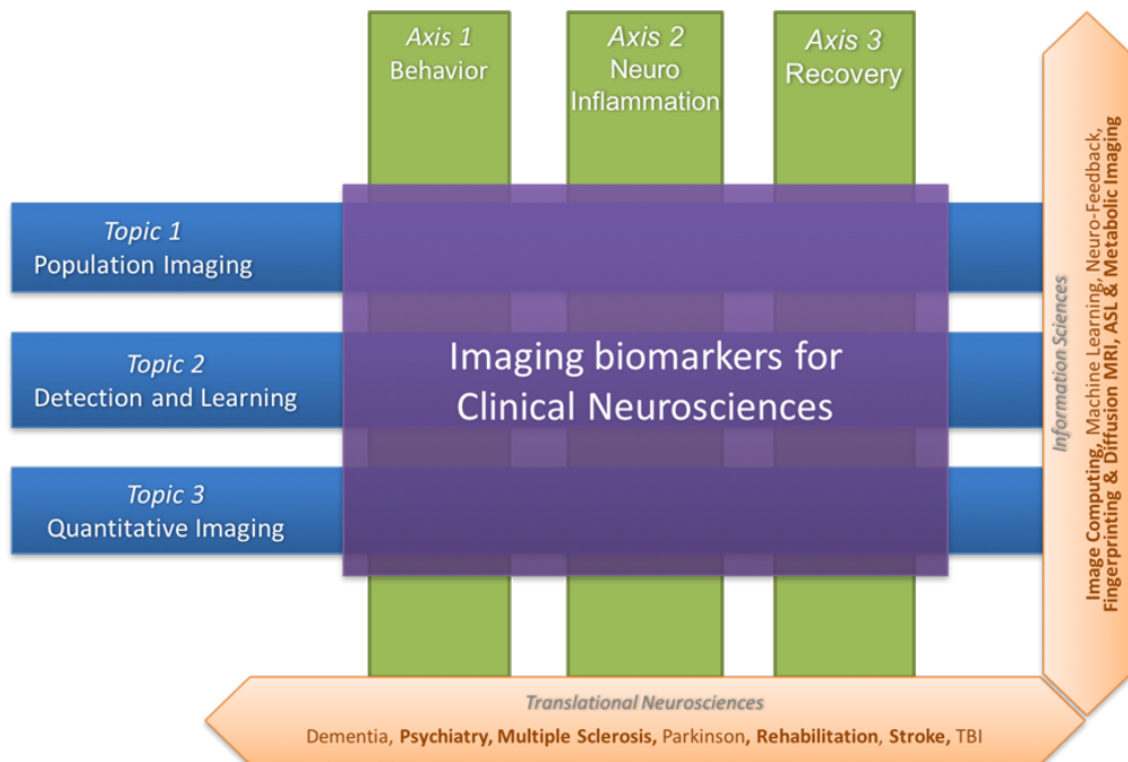 Axis 1
Behavior
Axis 2
Neuro
Inflammation
Axis 3
Recovery
Topic 1
Population Imaging
Topic 2
Detection and Learning
Topic 3
Quantitative Imaging
Imaging biomarkers for
Clinical Neurosciences
Information Sciences
Image Computing, Machine Learning, Neuro-Feedback,
Fingerprinting & Diffusion MRI, ASL & Metabolic Imaging
Translational Neurosciences
Dementia, Psychiatry, Multiple Sclerosis, Parkinson, Rehabilitation, Stroke, TBI